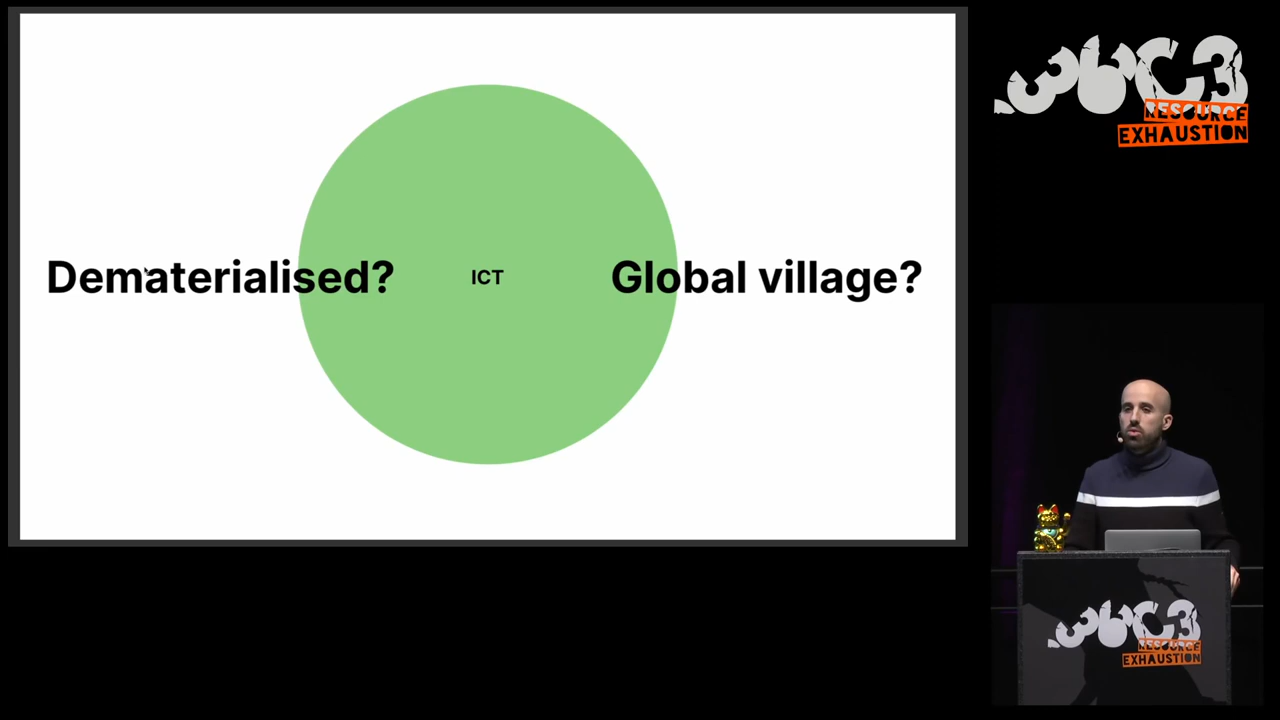 Dematerialised?
ICT
Global village?
36C3
RESOURCE
EXHAUSTION
36C3
RESOURCE
EXHAUSTION